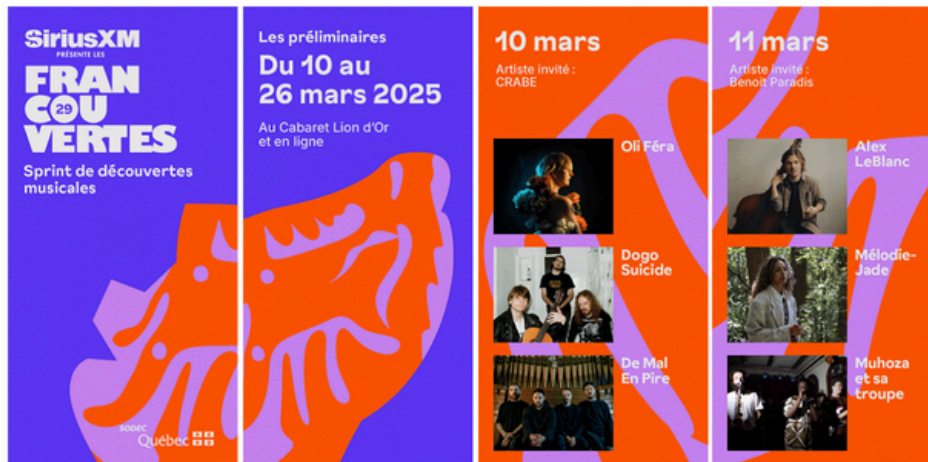 SiriusXM
PRÉSENTE LES
FRAN
COU
29
VERTES
Sprint de découvertes
musicales
SODEC
Québec
Les préliminaires
Du 10 au
26 mars 2025
Au Cabaret Lion d'Or
et en ligne
10 mars
Artiste invité :
CRABE
Oli Féra
Dogo
Suicide
De Mal
En Pire
11 mars
Artiste invité :
Benoit Paradis
Alex
LeBlanc
Mélodie-
Jade
Muhoza
et sa
troupe